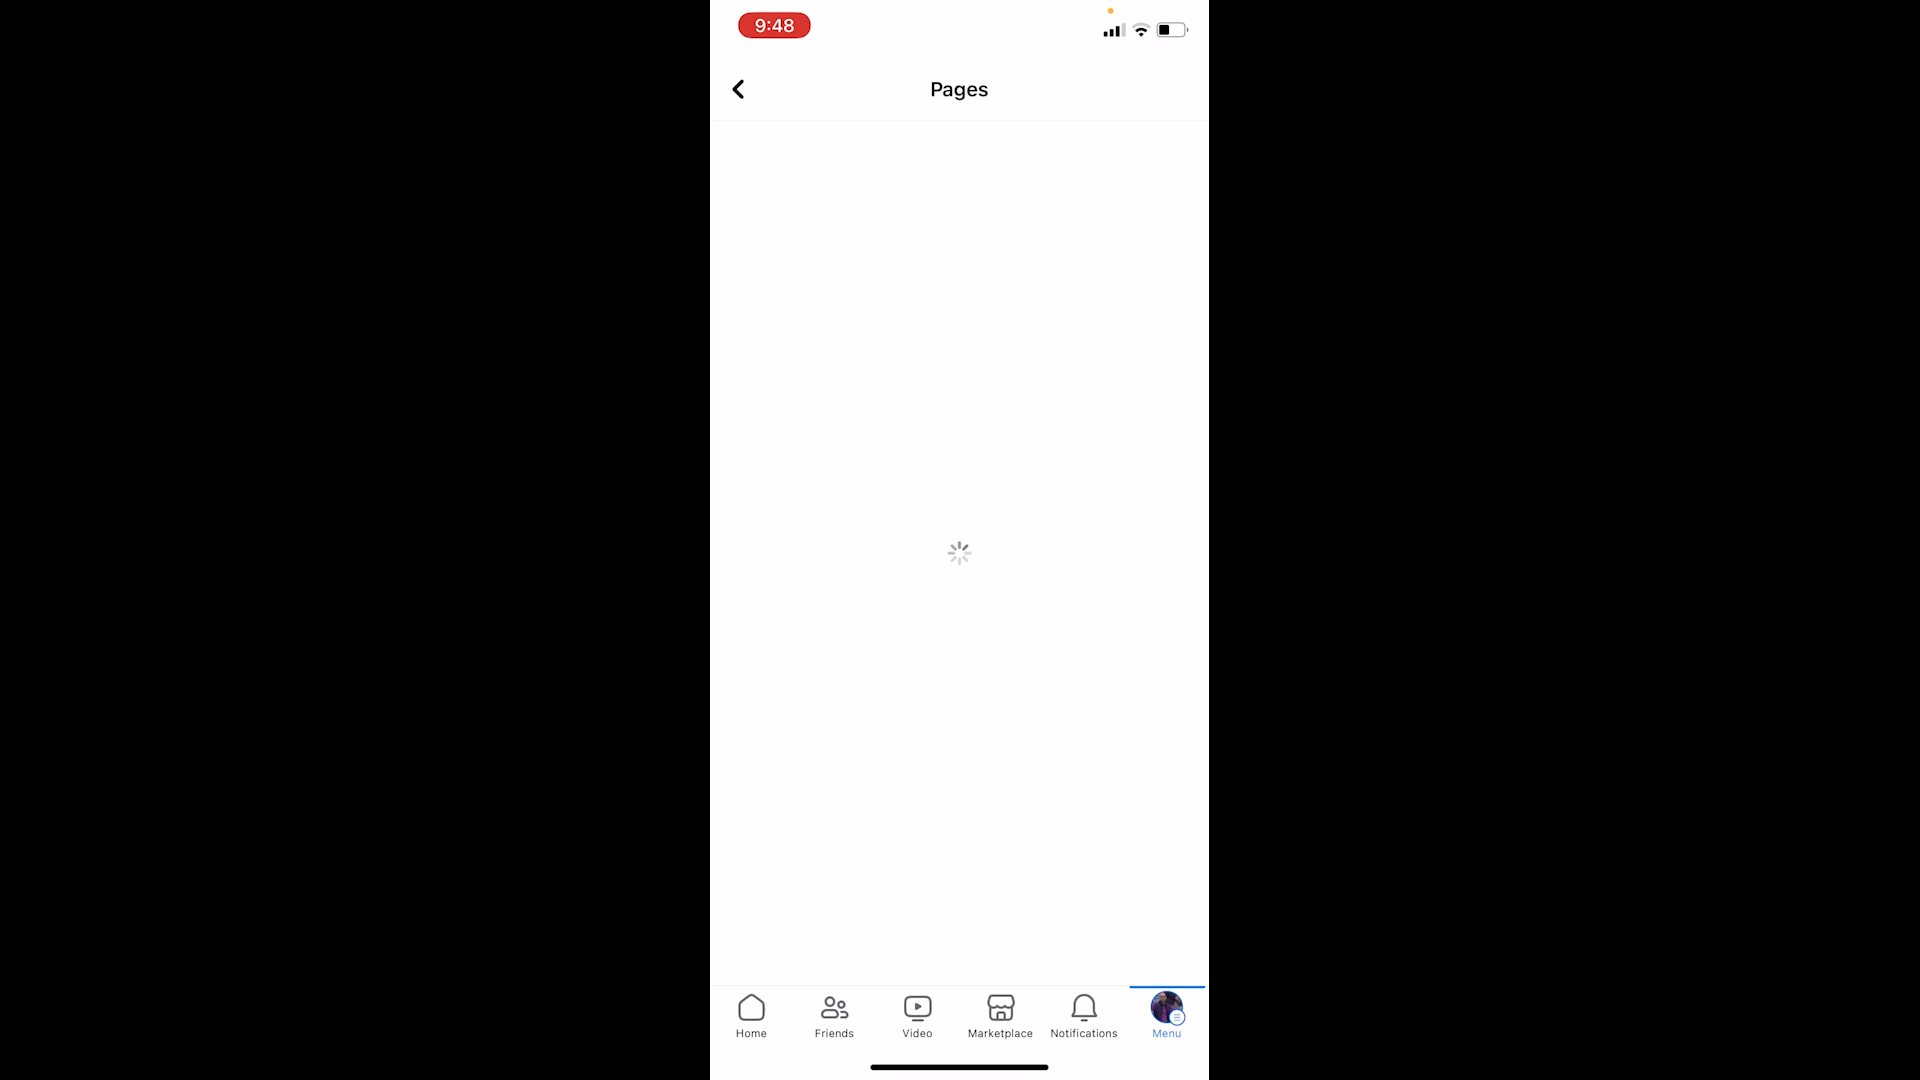 9:48
Pages
Home
Friends
Video
Marketplace
Notifications
Menu